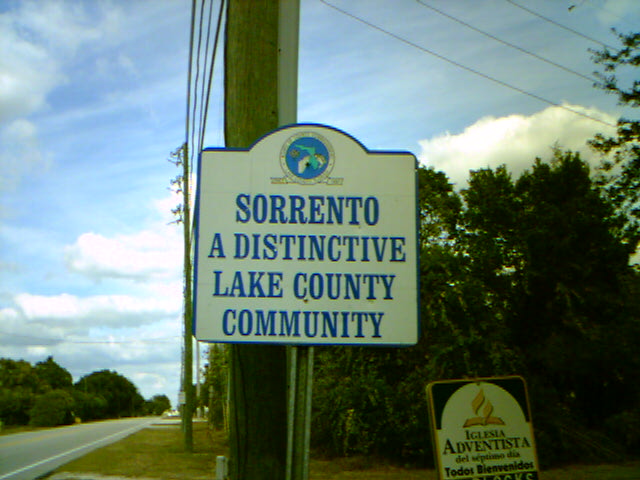 SORRENTO
A DISTINCTIVE
LAKE COUNTY
COMMUNITY
IGLESIA
ADVENTISTA
del séptimo día
Todos Bienvenidos